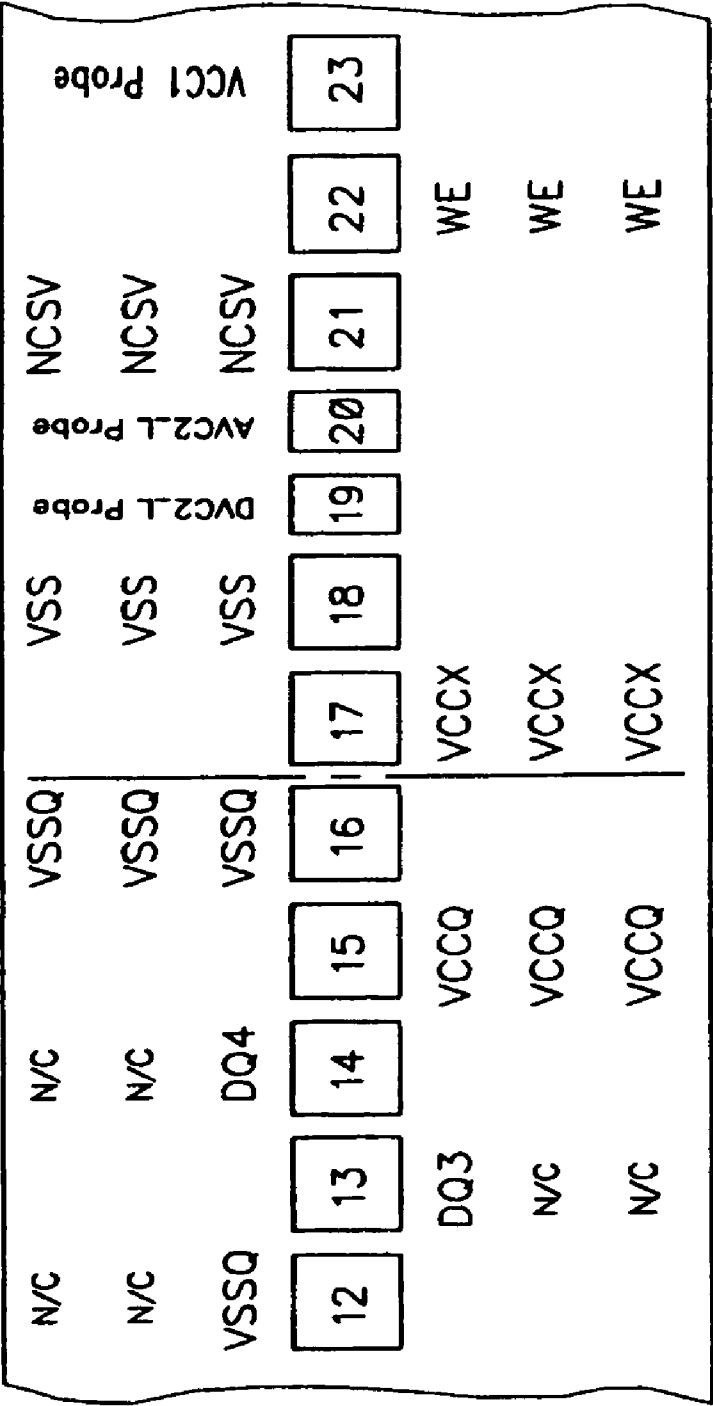 N/C N/C VSSQ VSS NCSV
N/C N/C VSSQ VSS NCSV
VSSQ DQ4 VSSQ VSS NCSV
DVC2_L Probe
AVC2_L Probe
VCC1 Probe
12 13 14 15 16 17 18 19 20 21 22 23
DQ3 VCCQ VCCX WE
N/C VCCQ VCCX WE
N/C VCCQ VCCX WE